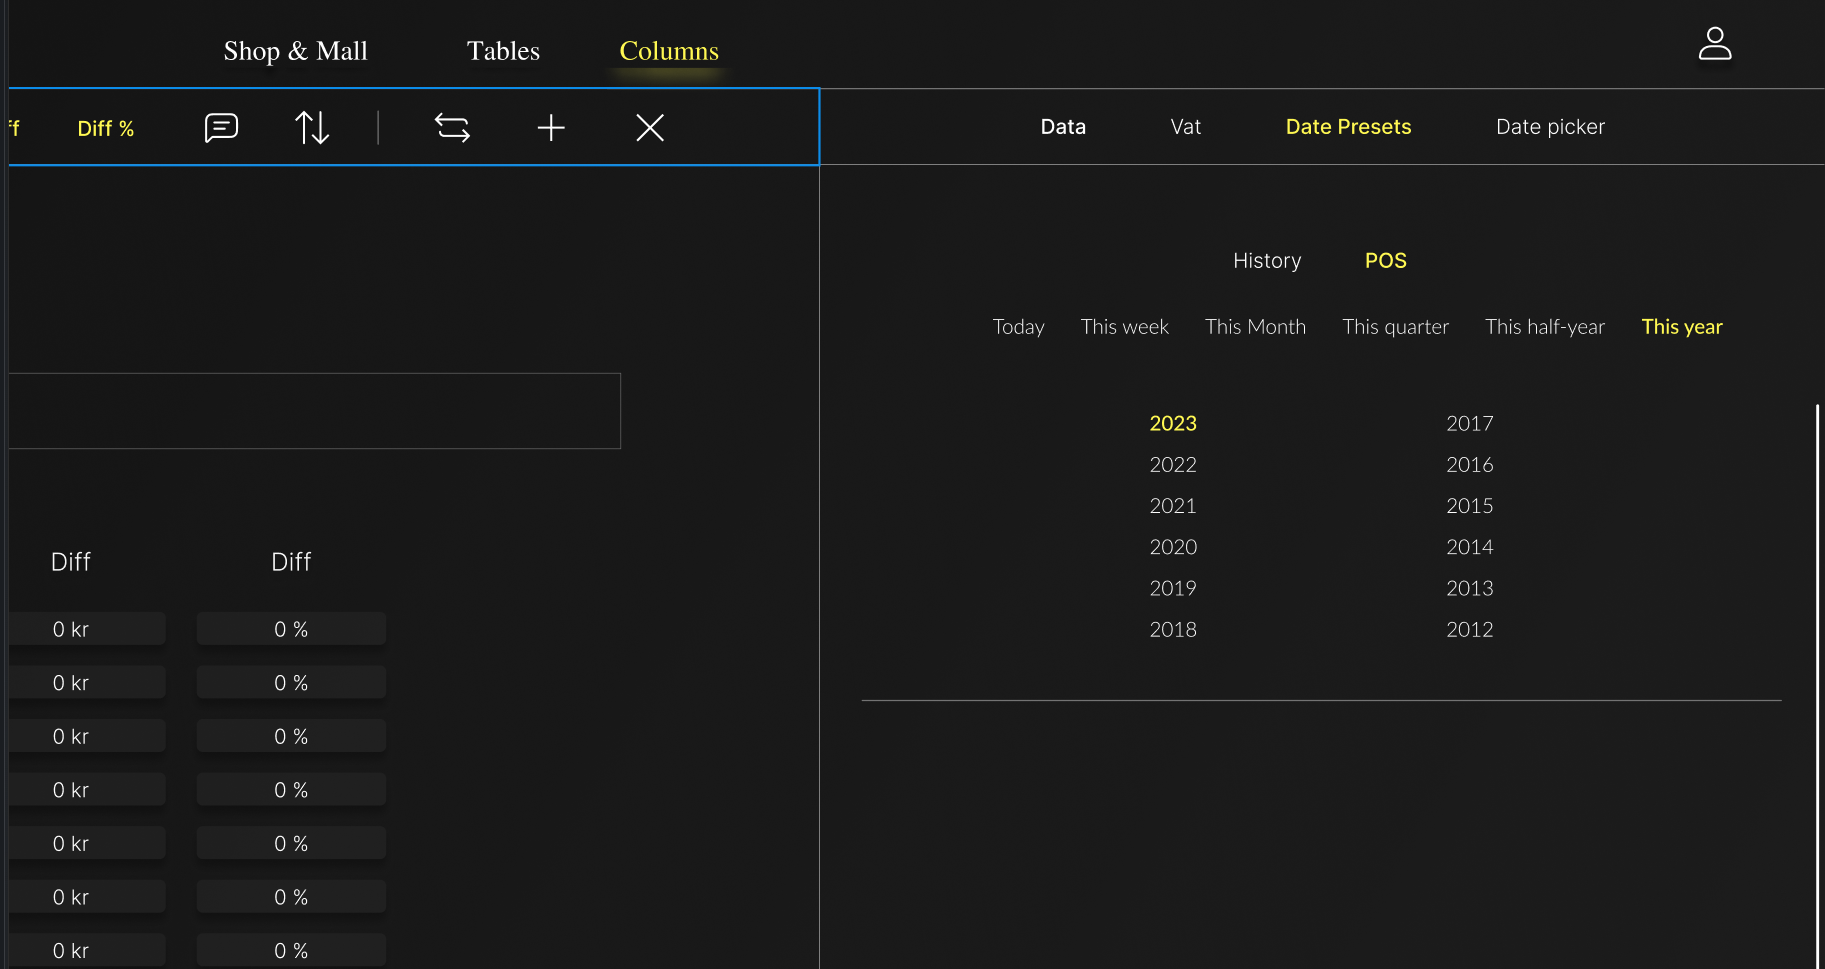 Shop & Mall Tables Columns
Diff %
Data Vat Date Presets Date picker
History POS
Today This week This Month This quarter This half-year This year
2023 2017
2022 2016
2021 2015
2020 2014
2019 2013
2018 2012
Diff Diff
0 kr 0 %
0 kr 0 %
0 kr 0 %
0 kr 0 %
0 kr 0 %
0 kr 0 %
0 kr 0 %